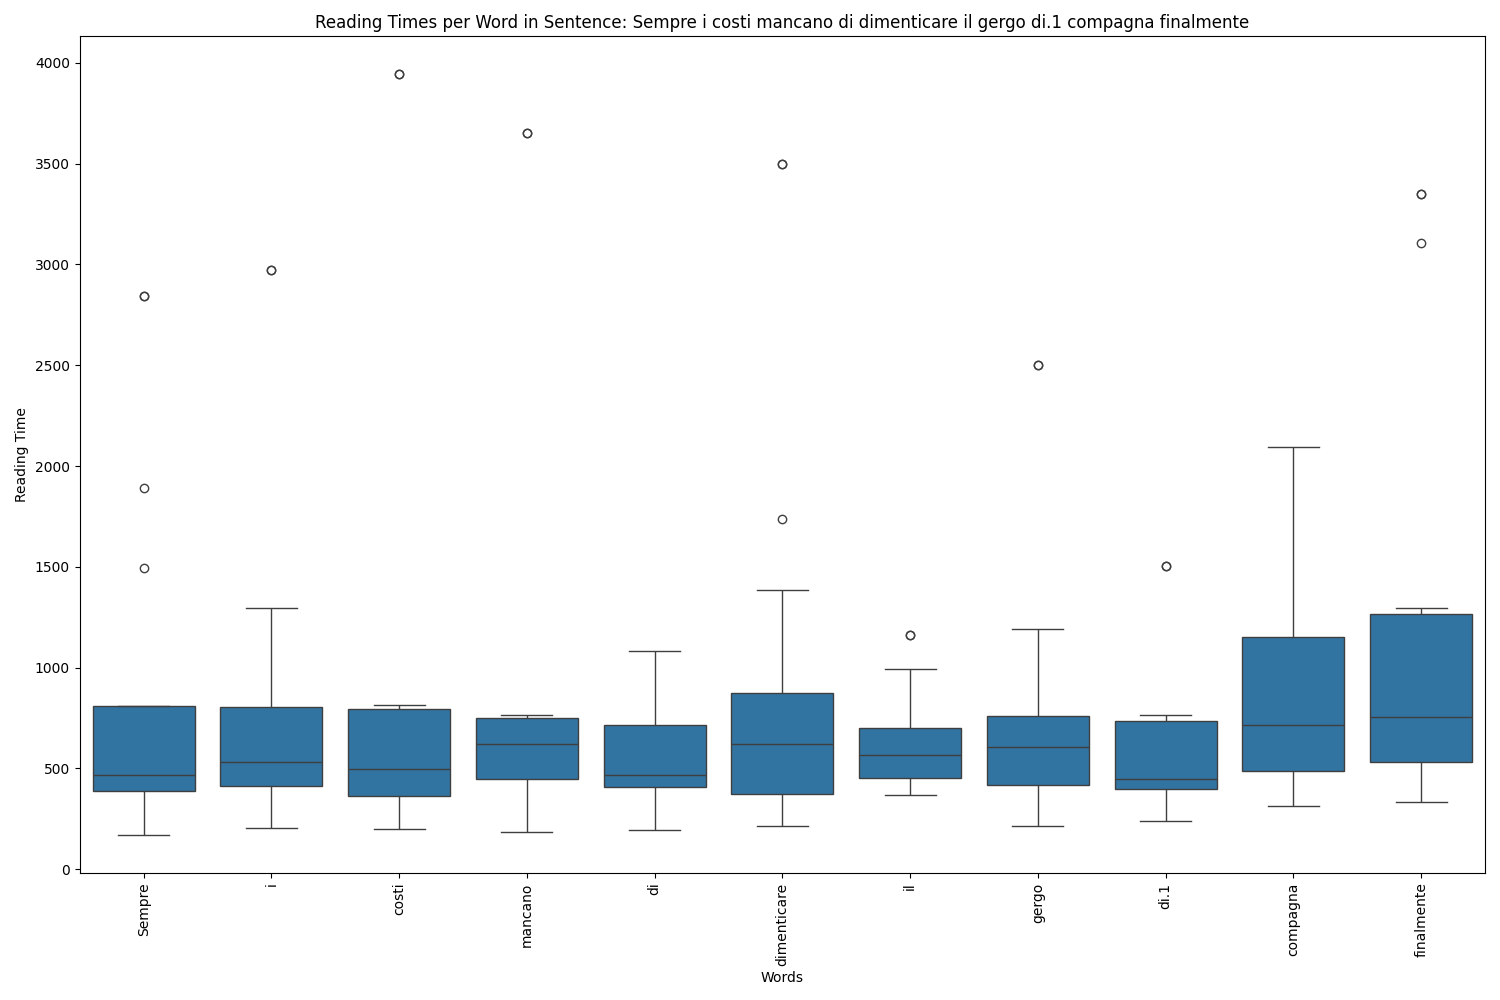 Reading Times per Word in Sentence: Sempre i costi mancano di dimenticare il gergo di.1 compagna finalmente
4000
3500
3000
2500
2000
1500
1000
500
0
Reading Time
Sempre
i
costi
mancano
di
dimenticare
il
gergo
di.1
compagna
finalmente
Words